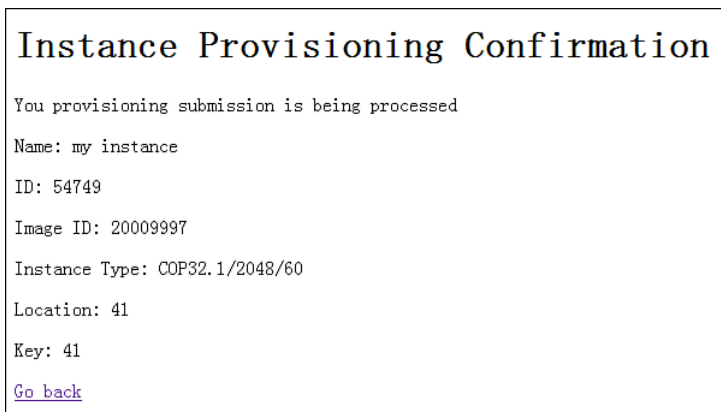 Instance Provisioning Confirmation
You provisioning submission is being processed
Name: my instance
ID: 54749
Image ID: 20009997
Instance Type: COP32.1/2048/60
Location: 41
Key: 41
Go back